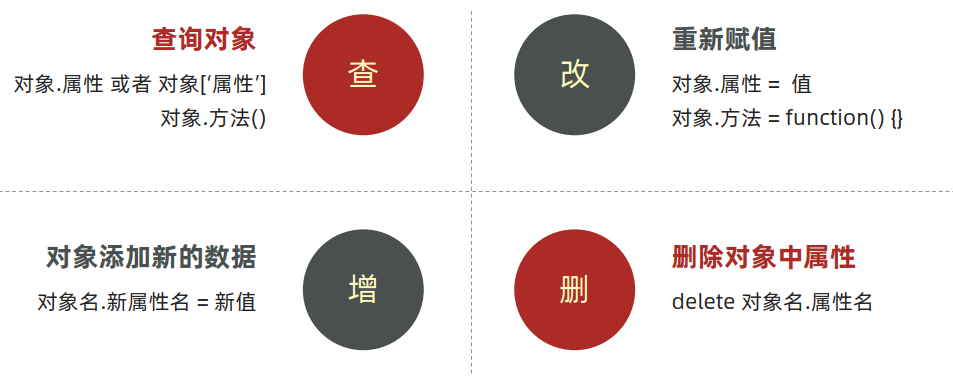 查询对象
对象.属性 或者 对象[‘属性’]
对象.方法()
查
改
重新赋值
对象.属性 = 值
对象.方法 = function() {}
对象添加新的数据
对象名.新属性名 = 新值
增
删
删除对象中属性
delete 对象名.属性名